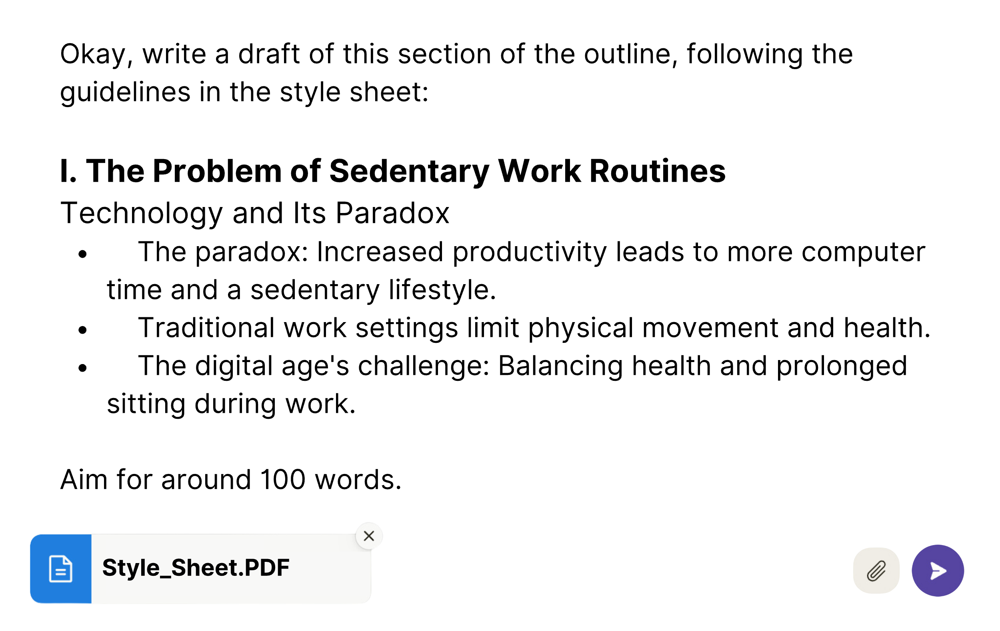 Okay, write a draft of this section of the outline, following the
guidelines in the style sheet:
I. The Problem of Sedentary Work Routines
Technology and Its Paradox
• The paradox: Increased productivity leads to more computer
time and a sedentary lifestyle.
• Traditional work settings limit physical movement and health.
• The digital age's challenge: Balancing health and prolonged
sitting during work.
Aim for around 100 words.
Style_Sheet.PDF